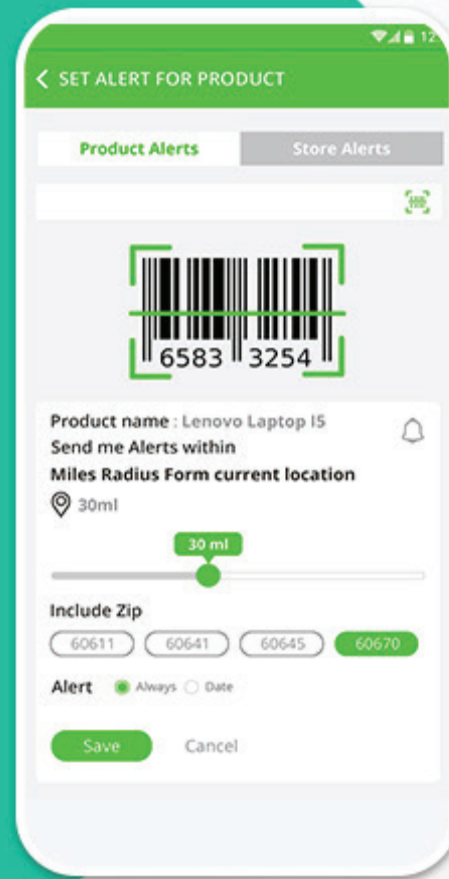 12
SET ALERT FOR PRODUCT
Product Alerts Store Alerts
6583 3254
Product name : Lenovo Laptop I5
Send me Alerts within
Miles Radius Form current location
30ml
30 ml
Include Zip
60611 60641 60645 60670
Alert Always Date
Save Cancel